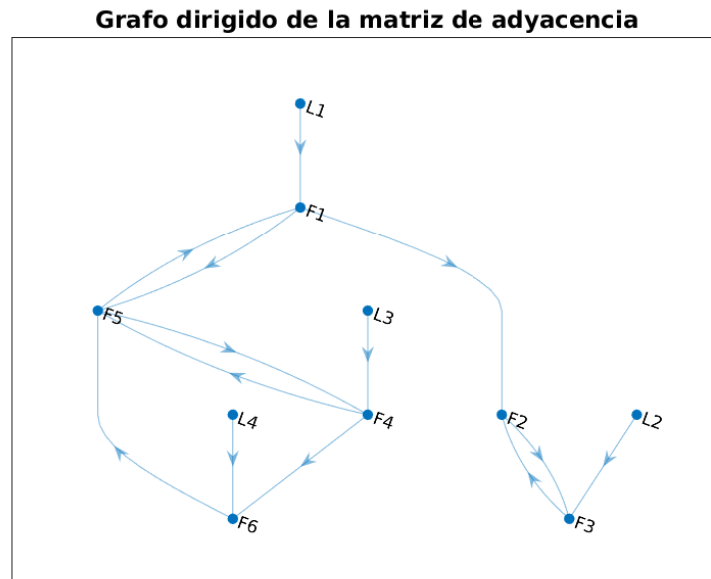 Grafo dirigido de la matriz de adyacencia
L1
F1
F5
L3
L4
F4
F2
L2
F6
F3